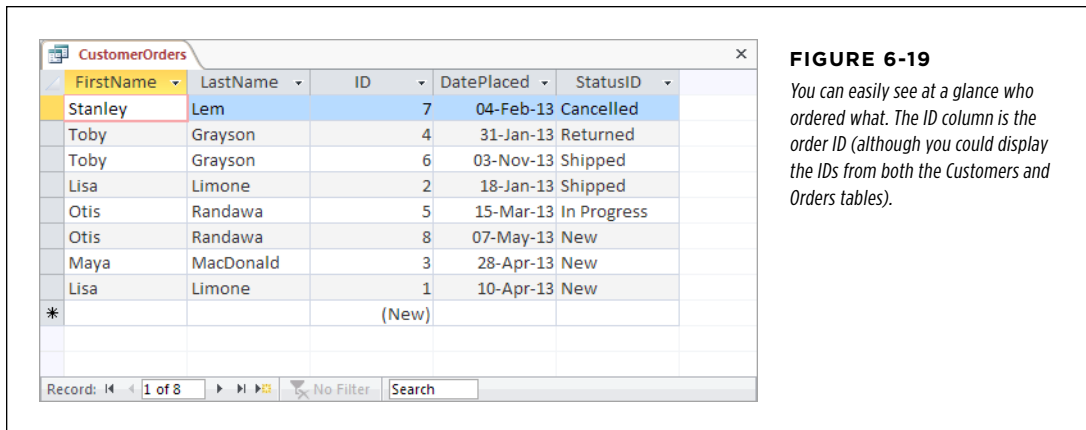 CustomerOrders ×
FirstName LastName ID DatePlaced StatusID
Stanley Lem 7 04-Feb-13 Cancelled
Toby Grayson 4 31-Jan-13 Returned
Toby Grayson 6 03-Nov-13 Shipped
Lisa Limone 2 18-Jan-13 Shipped
Otis Randawa 5 15-Mar-13 In Progress
Otis Randawa 8 07-May-13 New
Maya MacDonald 3 28-Apr-13 New
Lisa Limone 1 10-Apr-13 New
(New)
Record: 1 of 8 No Filter Search
FIGURE 6-19
You can easily see at a glance who
ordered what. The ID column is the
order ID (although you could display
the IDs from both the Customers and
Orders tables).